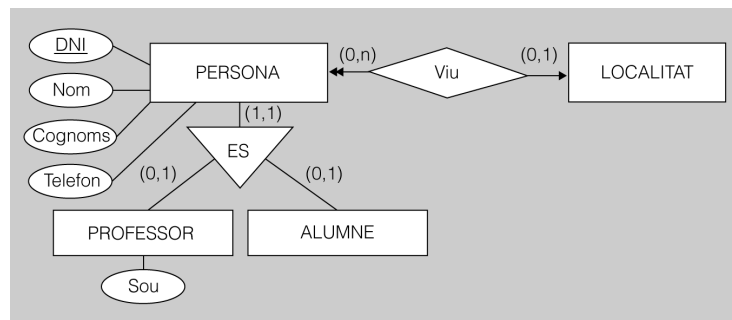 DNI
Nom
Cognoms
Telefon
PERSONA
(0,n)
Viu
(0,1)
LOCALITAT
(1,1)
ES
(0,1)
(0,1)
PROFESSOR
ALUMNE
Sou